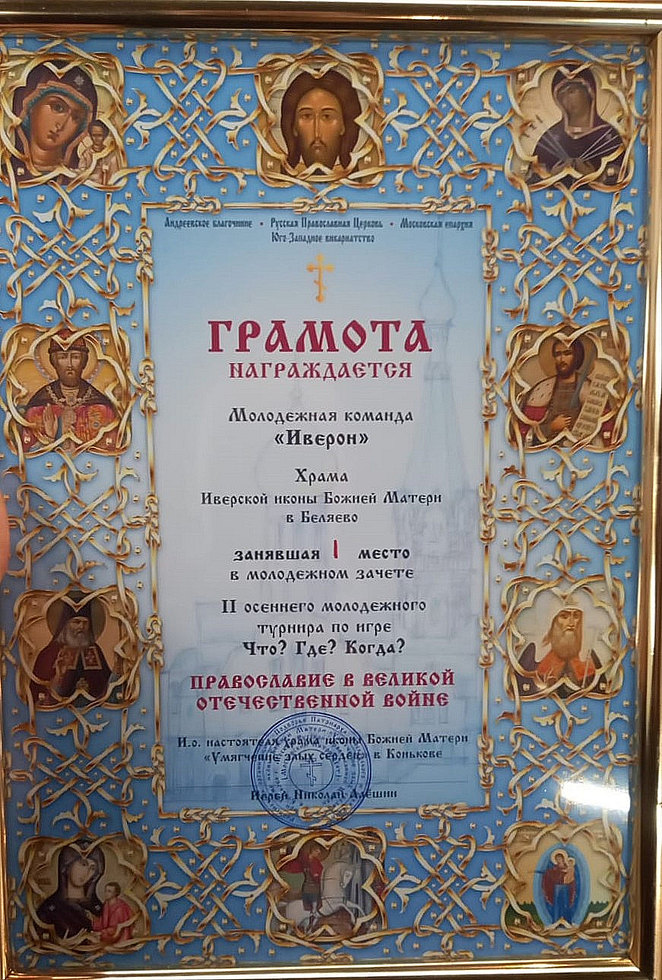 Андреевское благочиние • Русская Православная Церковь • Московская епархия
Юго-Западное викариатство
ГРАМОТА
НАГРАЖДАЕТСЯ
Молодежная команда
«Иверон»
Храма
Иверской иконы Божией Матери
в Беляево
занявшая I место
в молодежном зачете
II осеннего молодежного
турнира по игре
Что? Где? Когда?
ПРАВОСЛАВИЕ В ВЕЛИКОЙ
ОТЕЧЕСТВЕННОЙ ВОЙНЕ
И.о. настоятеля храма иконы Божией Матери
«Умягчение злых сердец» в Конькове
Иерей Николай Алешин